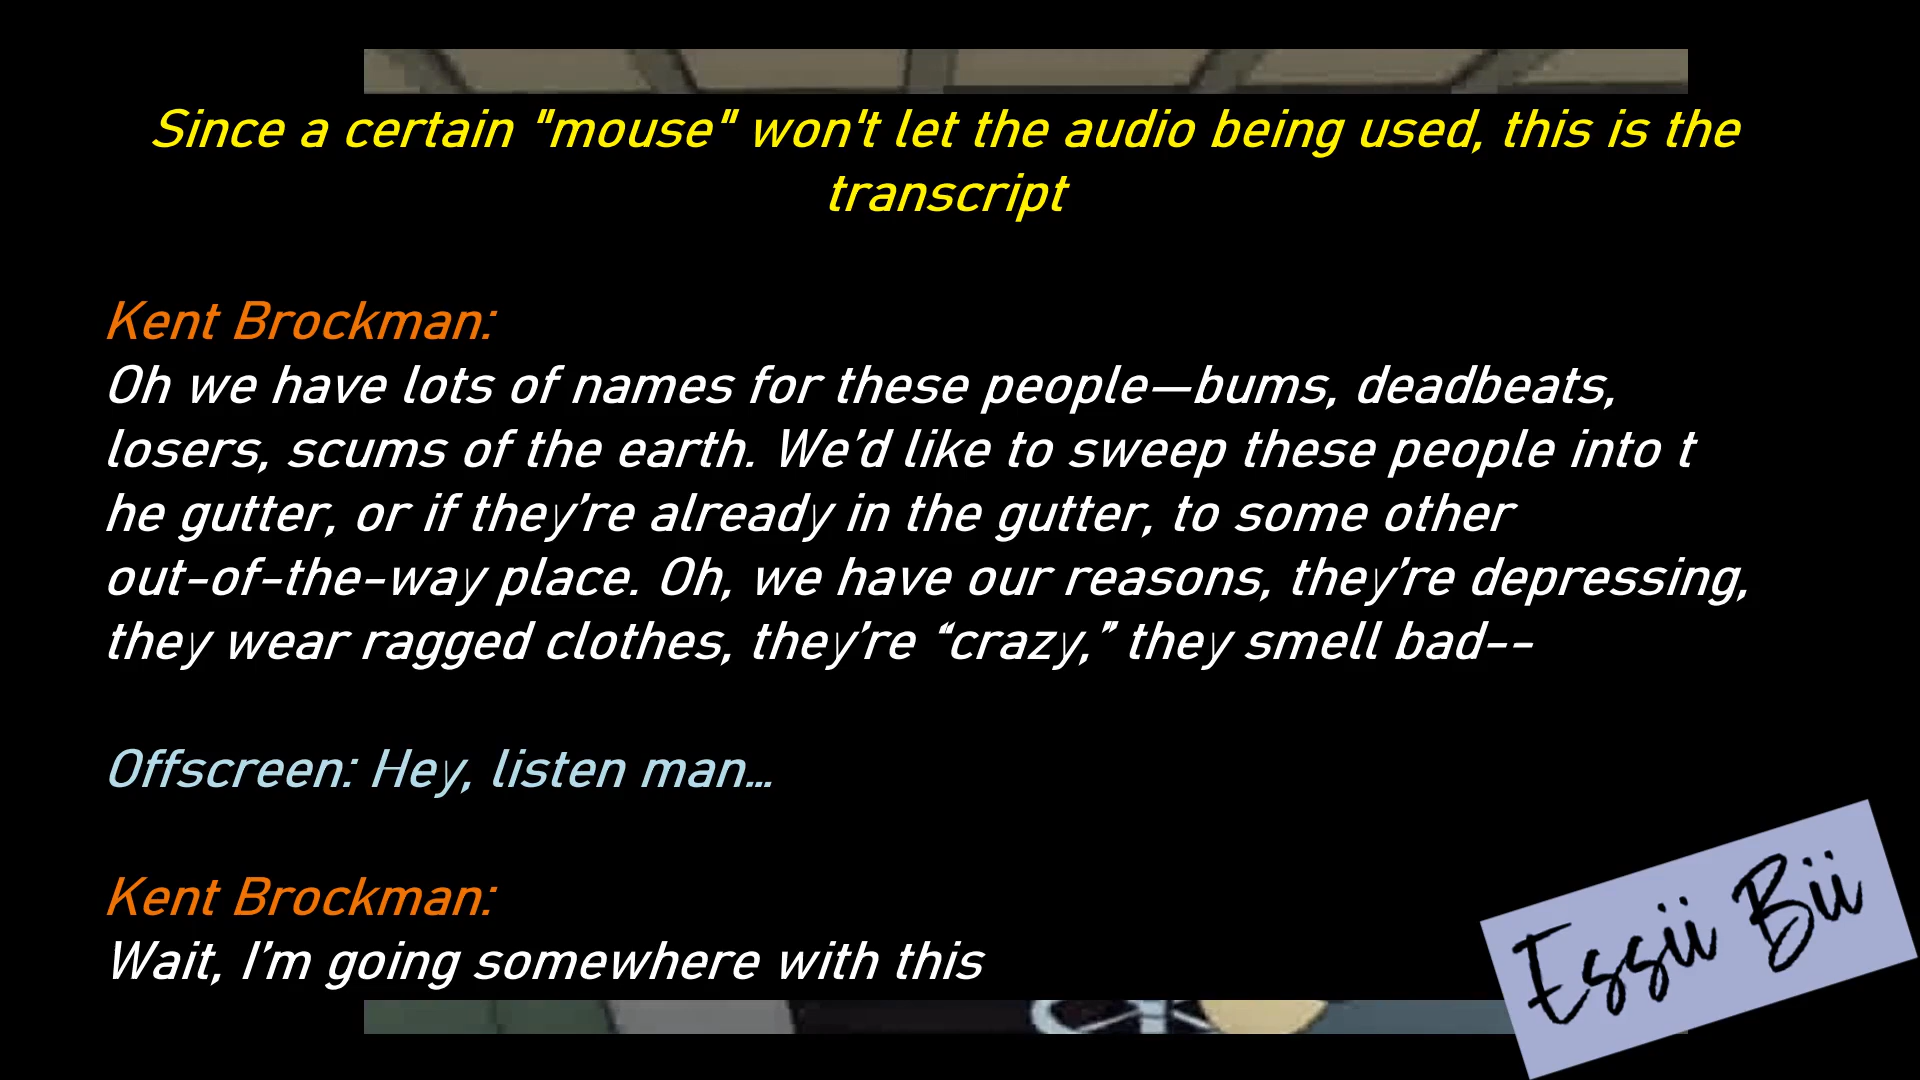 Since a certain "mouse" won't let the audio being used, this is the
transcript
Kent Brockman:
Oh we have lots of names for these people—bums, deadbeats,
losers, scums of the earth. We’d like to sweep these people into t
he gutter, or if they’re already in the gutter, to some other
out-of-the-way place. Oh, we have our reasons, they’re depressing,
they wear ragged clothes, they’re “crazy,” they smell bad--
Offscreen: Hey, listen man...
Kent Brockman:
Wait, I’m going somewhere with this
Essii Bii